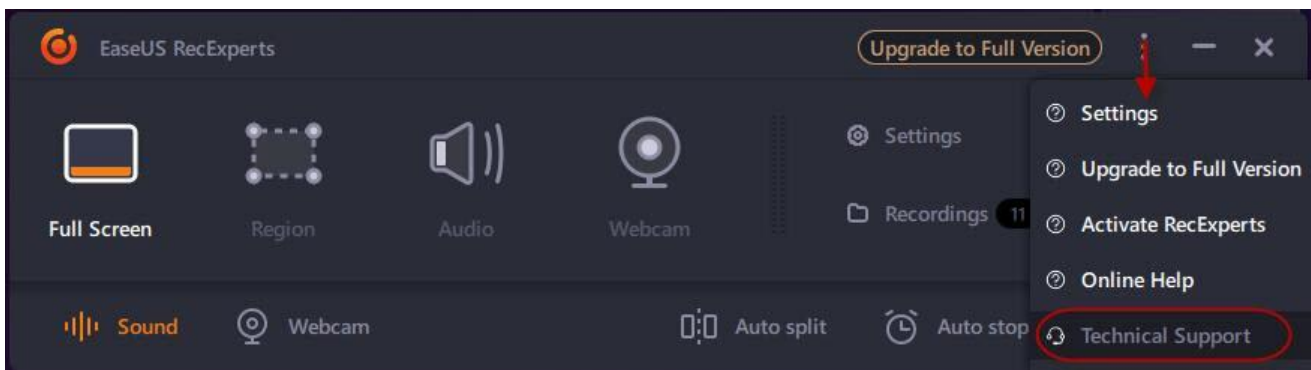 EaseUS RecExperts
Upgrade to Full Version
Full Screen
Region
Audio
Webcam
Settings
Recordings 11
Sound
Webcam
Auto split
Auto stop
Settings
Upgrade to Full Version
Activate RecExperts
Online Help
Technical Support